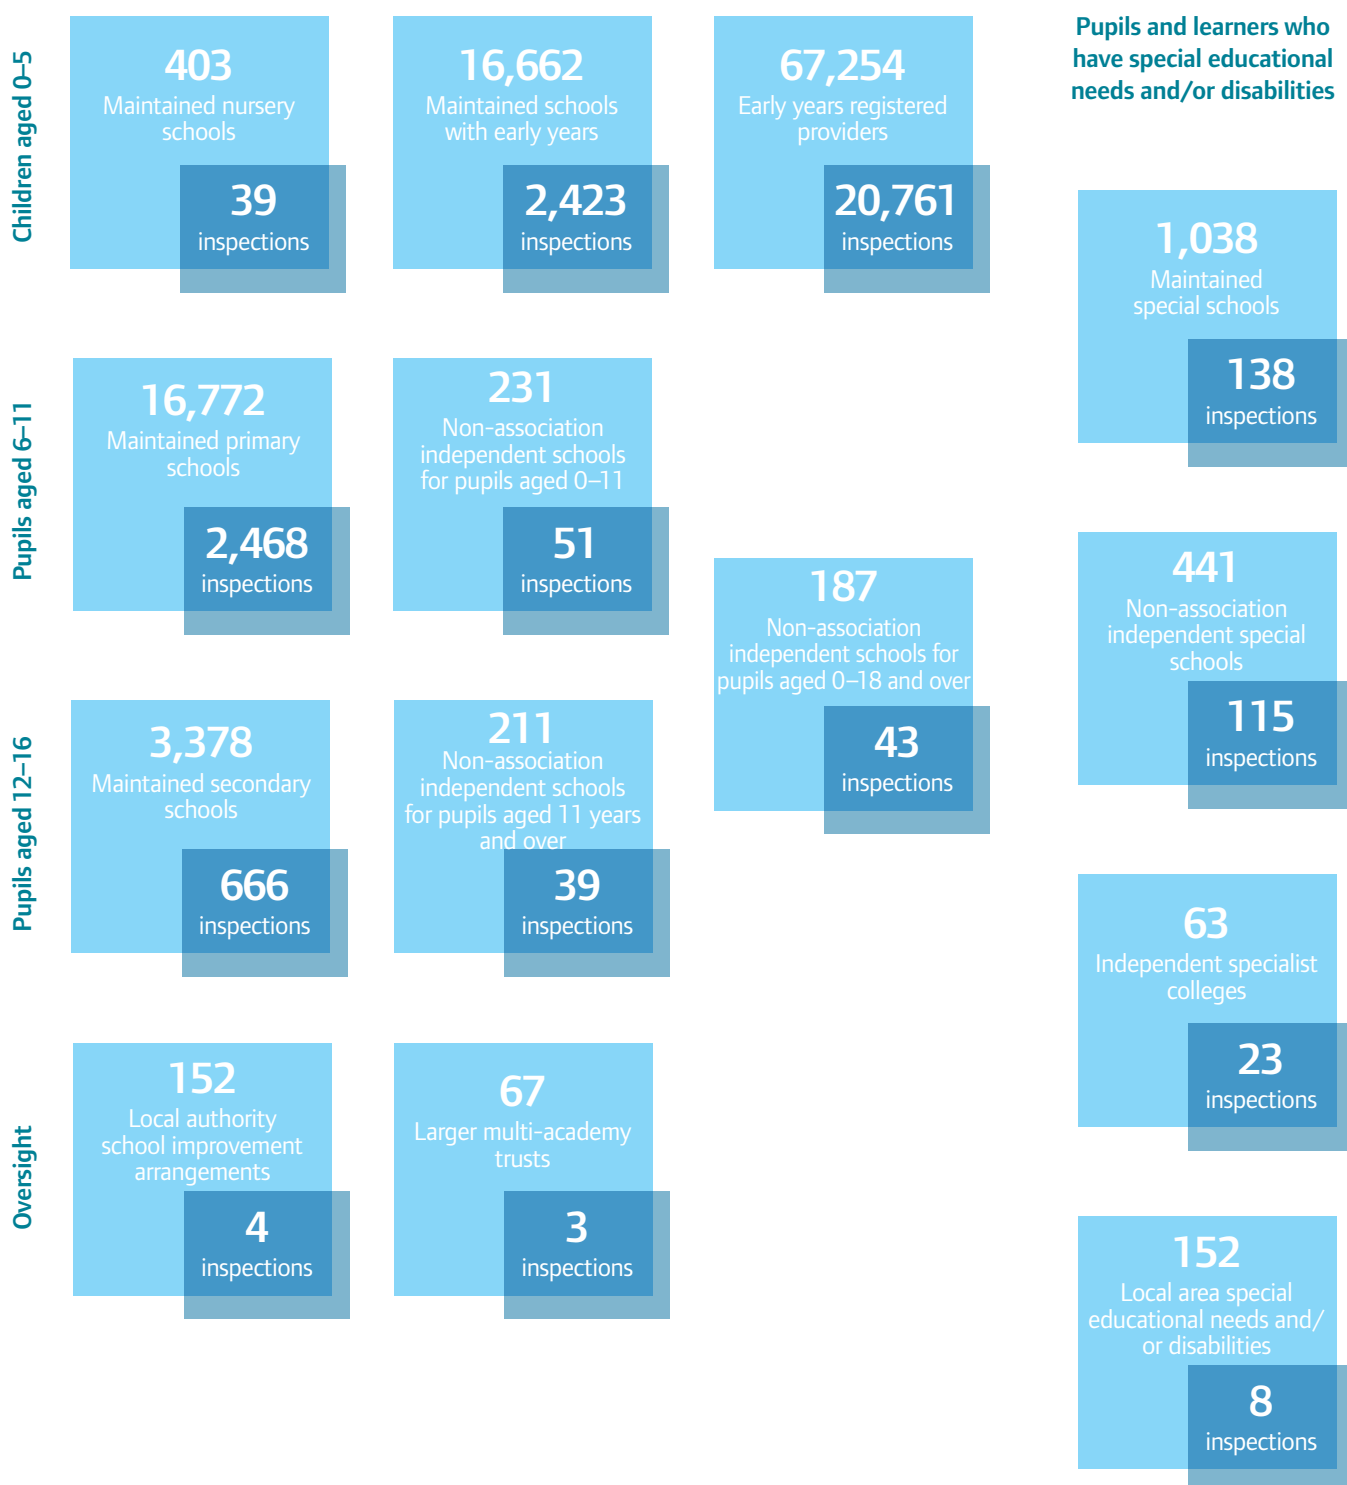 Children aged 0–5
403
Maintained nursery
schools
39
inspections
16,662
Maintained schools
with early years
2,423
inspections
67,254
Early years registered
providers
20,761
inspections
Pupils aged 6–11
16,772
Maintained primary
schools
2,468
inspections
231
Non-association
independent schools
for pupils aged 0–11
51
inspections
187
Non-association
independent schools for
pupils aged 0–18 and over
43
inspections
Pupils aged 12–16
3,378
Maintained secondary
schools
666
inspections
211
Non-association
independent schools
for pupils aged 11 years
and over
39
inspections
Oversight
152
Local authority
school improvement
arrangements
4
inspections
67
Larger multi-academy
trusts
3
inspections
Pupils and learners who
have special educational
needs and/or disabilities
1,038
Maintained
special schools
138
inspections
441
Non-association
independent special
schools
115
inspections
63
Independent specialist
colleges
23
inspections
152
Local area special
educational needs and/
or disabilities
8
inspections